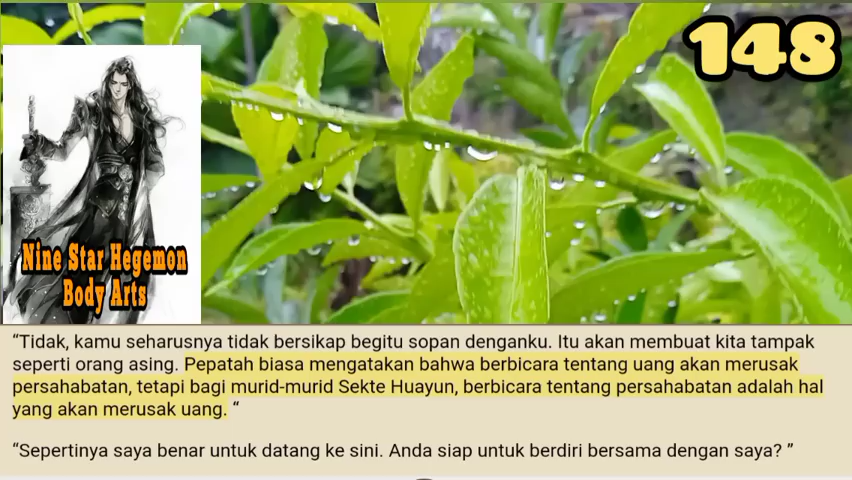 148
Nine Star Hegemon
Body Arts
“Tidak, kamu seharusnya tidak bersikap begitu sopan denganku. Itu akan membuat kita tampak
seperti orang asing. Pepatah biasa mengatakan bahwa berbicara tentang uang akan merusak
persahabatan, tetapi bagi murid-murid Sekte Huayun, berbicara tentang persahabatan adalah hal
yang akan merusak uang. “
“Sepertinya saya benar untuk datang ke sini. Anda siap untuk berdiri bersama dengan saya? ”